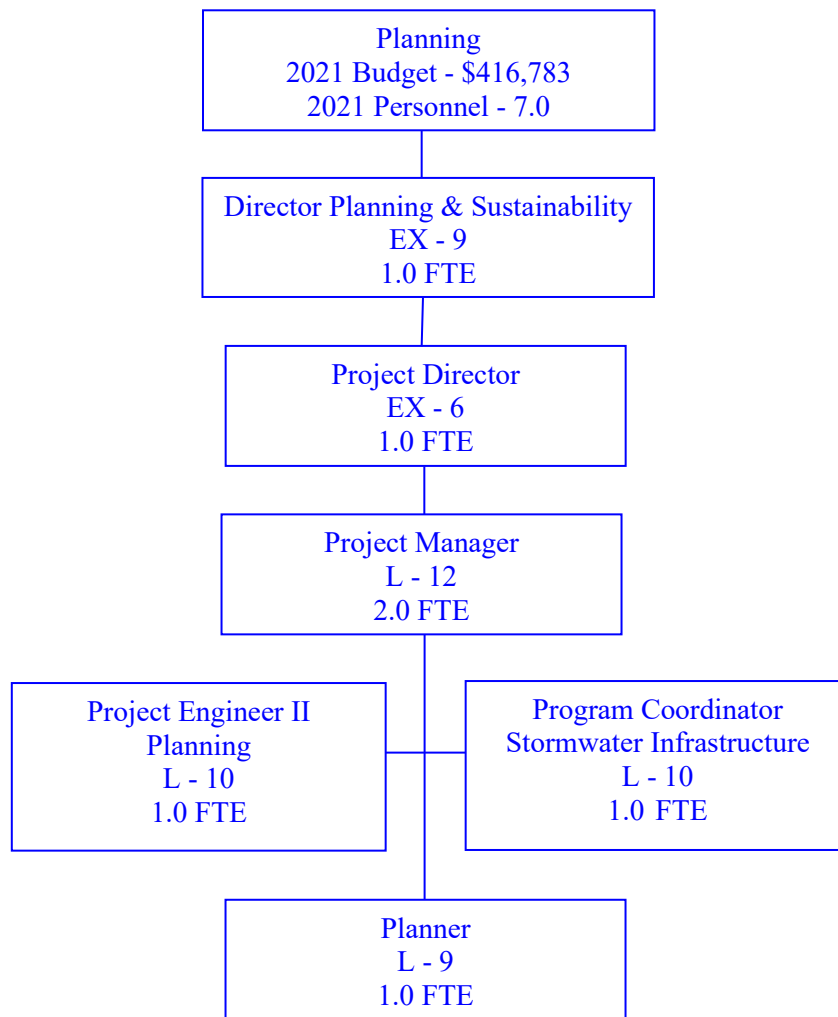 Planning
2021 Budget - $416,783
2021 Personnel - 7.0
Director Planning & Sustainability
EX - 9
1.0 FTE
Project Director
EX - 6
1.0 FTE
Project Manager
L - 12
2.0 FTE
Project Engineer II
Planning
L - 10
1.0 FTE
Program Coordinator
Stormwater Infrastructure
L - 10
1.0 FTE
Planner
L - 9
1.0 FTE